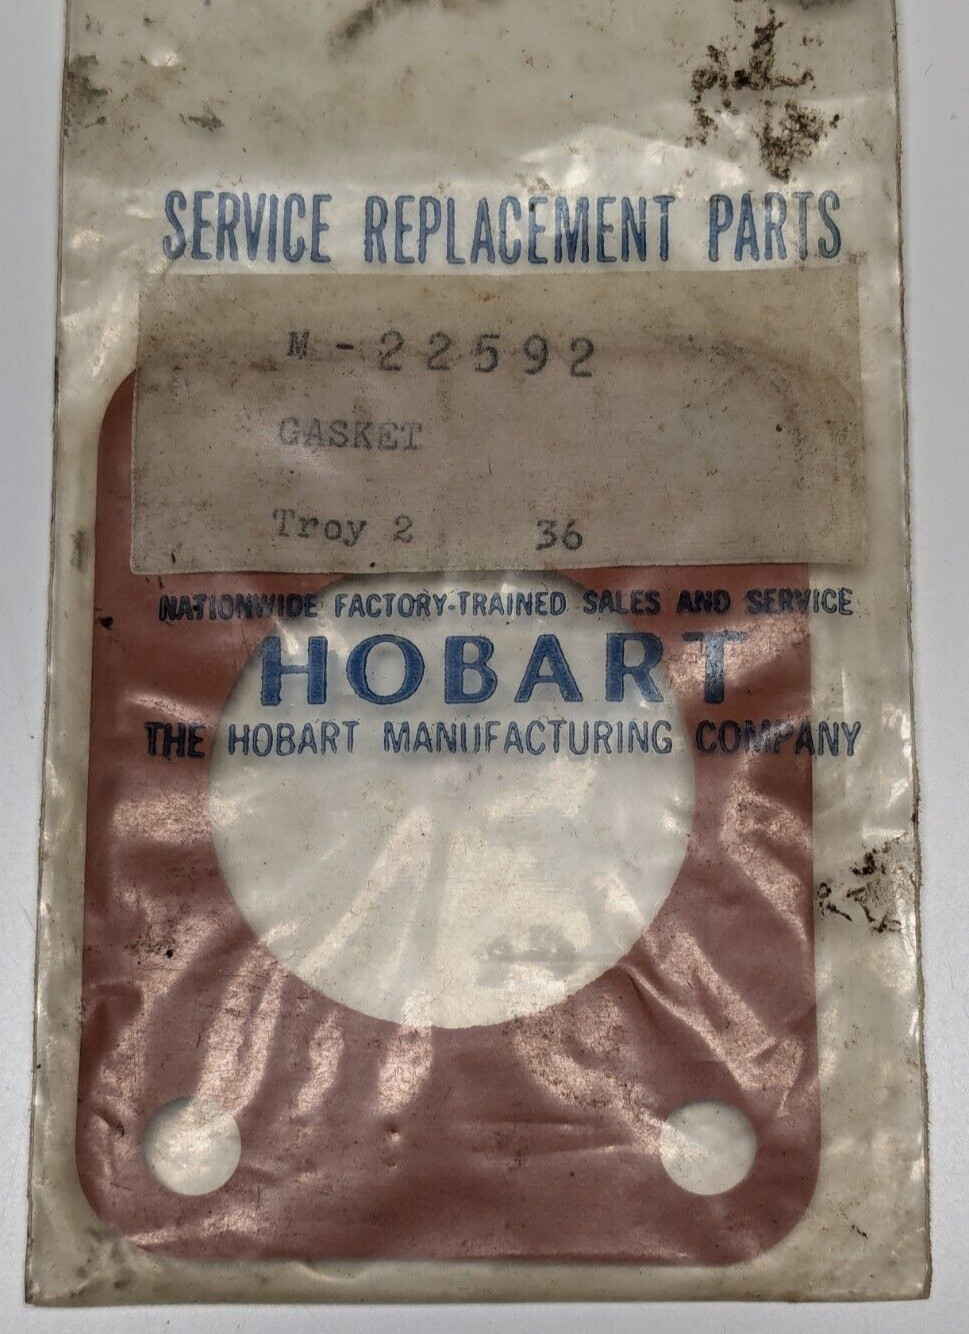 SERVICE REPLACEMENT PARTS
M-22592
GASKET
Troy 2 36
NATIONWIDE FACTORY-TRAINED SALES AND SERVICE
HOBART
THE HOBART MANUFACTURING COMPANY